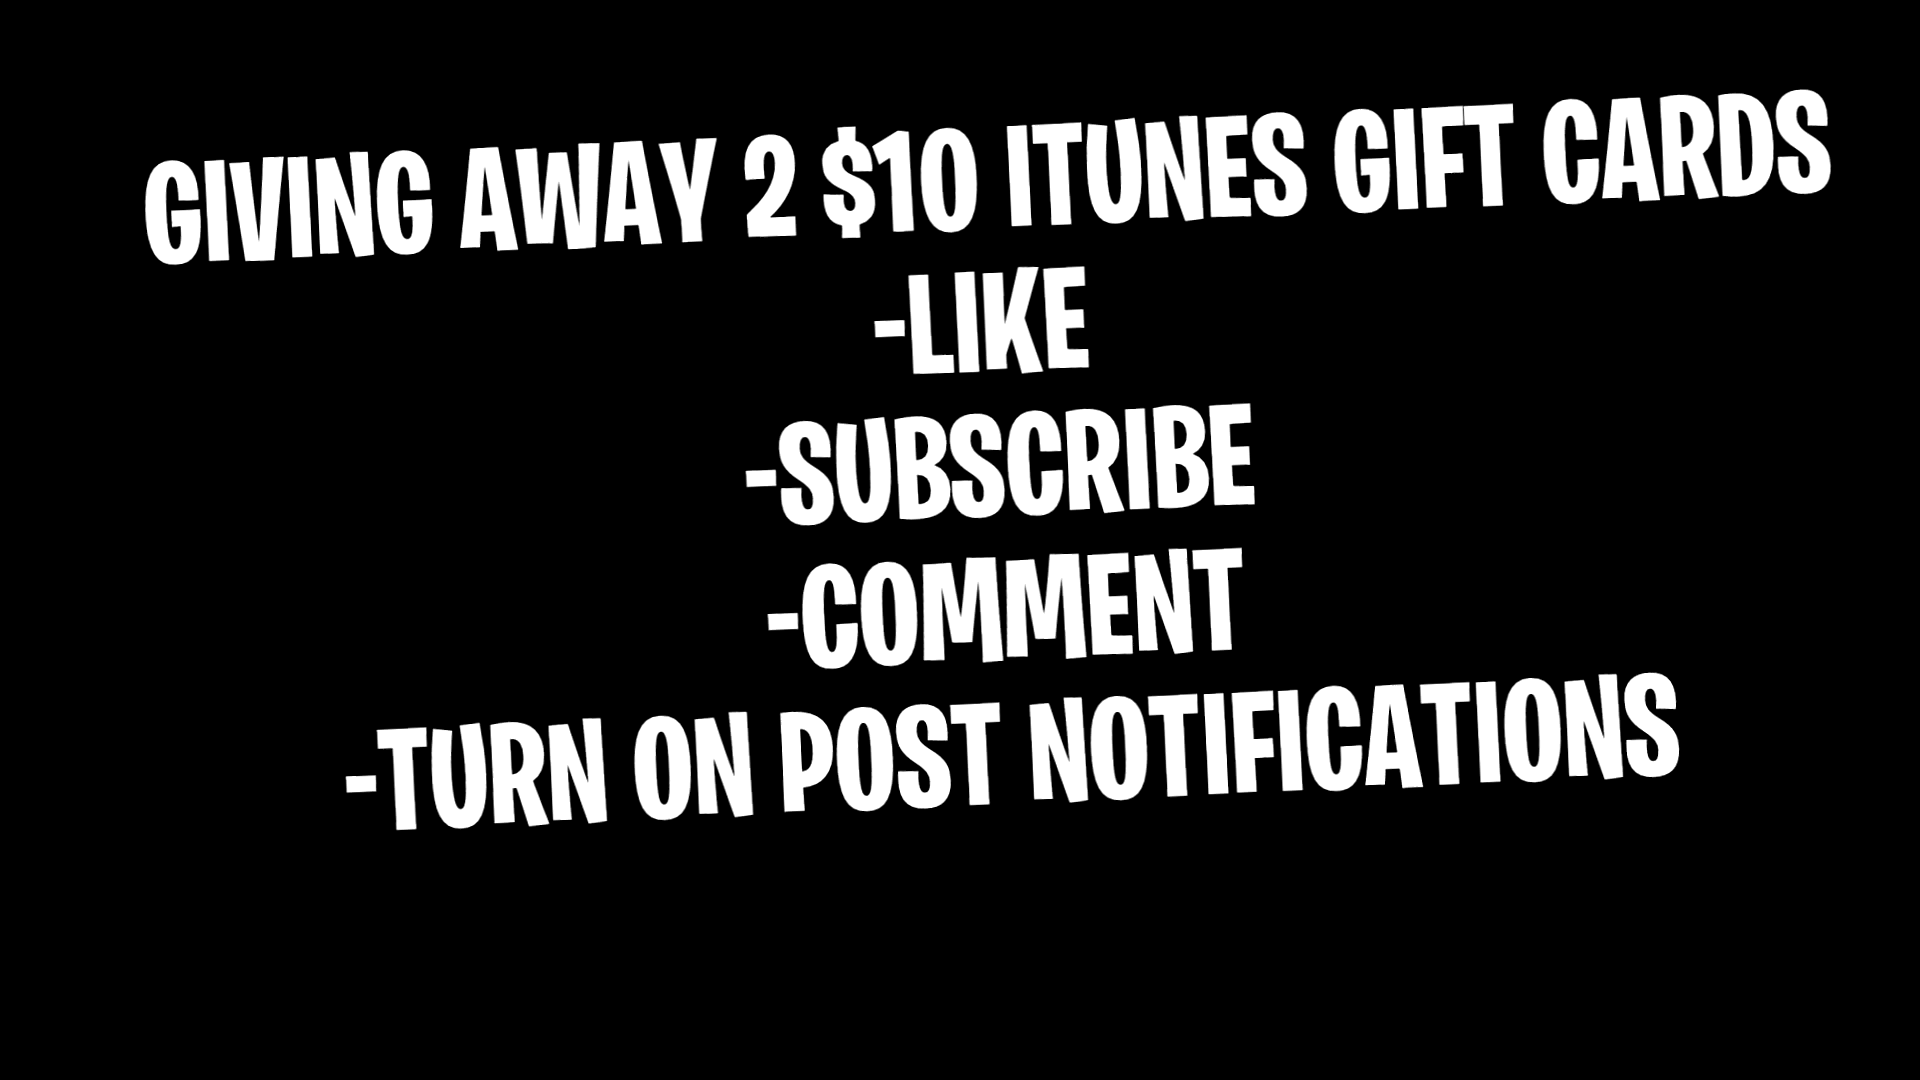 GIVING AWAY 2 $10 ITUNES GIFT CARDS
-LIKE
-SUBSCRIBE
-COMMENT
-TURN ON POST NOTIFICATIONS